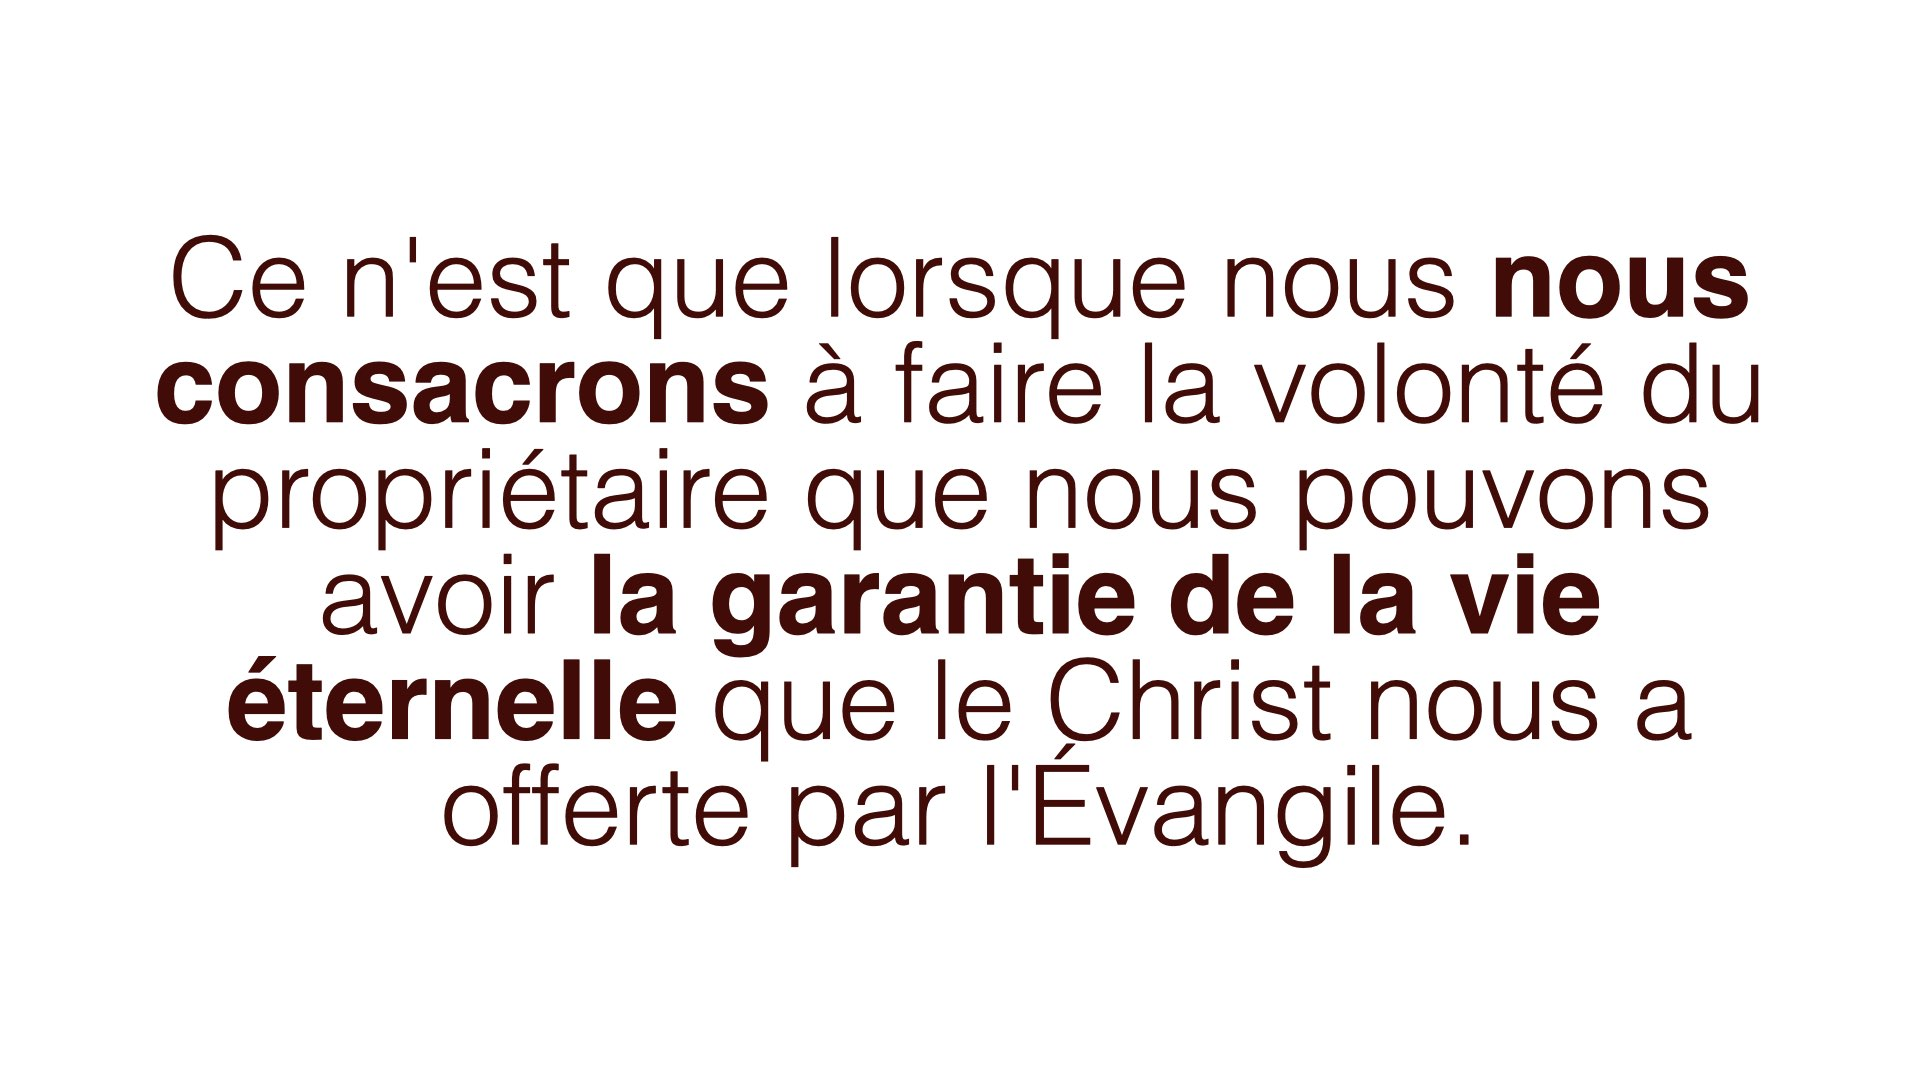 Ce n'est que lorsque nous nous
consacrons à faire la volonté du
propriétaire que nous pouvons
avoir la garantie de la vie
éternelle que le Christ nous a
offerte par l'Évangile.